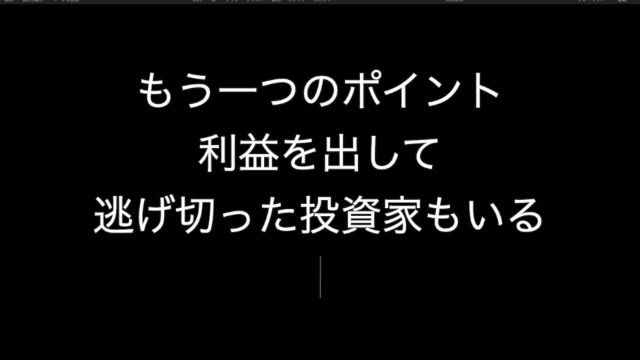 もう一つのポイント
利益を出して
逃げ切った投資家もいる